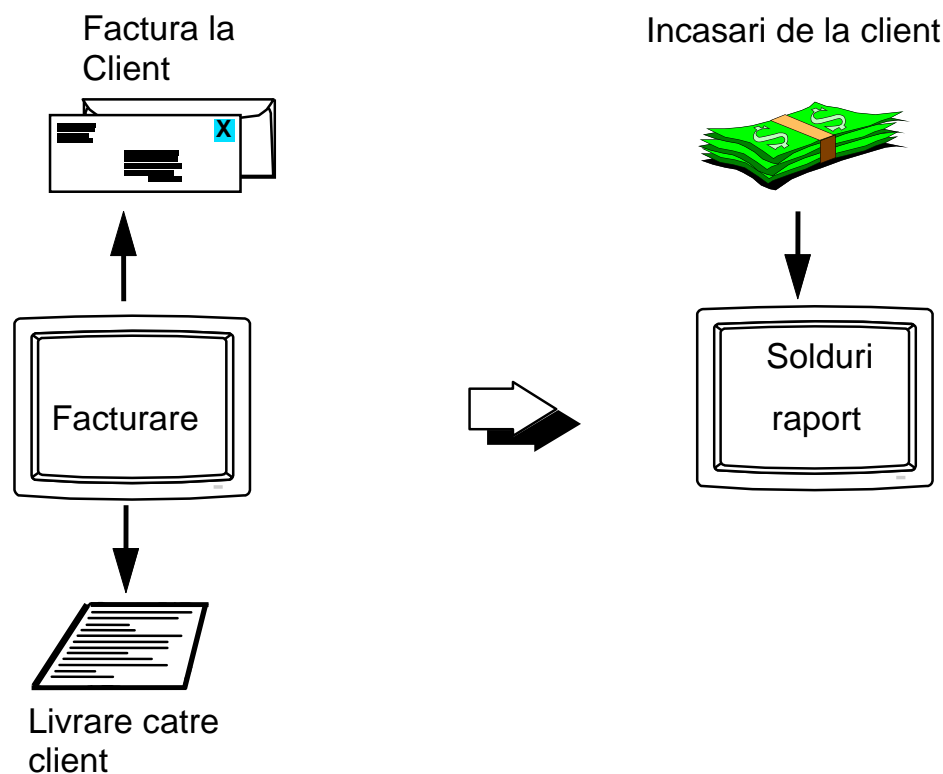 Factura la
Client
Incasari de la client
X
Facturare
Solduri
raport
Livrare catre
client